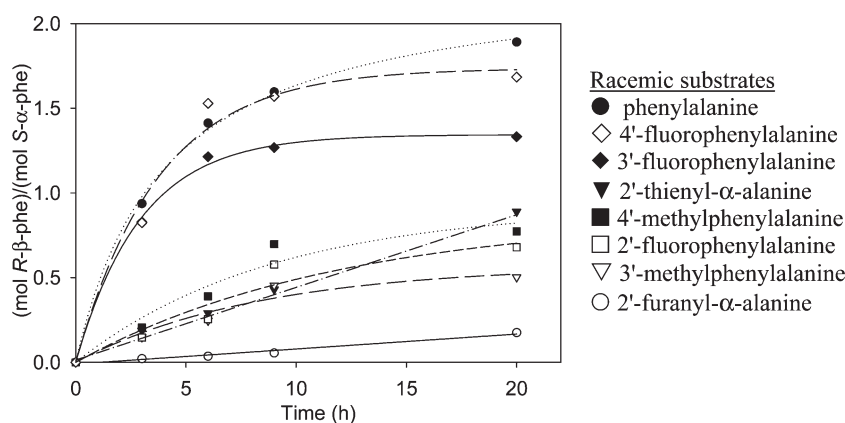 2.0
1.5
1.0
0.5
0.0
(mol R-β-phe)/(mol S-α-phe)
0 5 10 15 20
Time (h)
Racemic substrates
phenylalanine
4'-fluorophenylalanine
3'-fluorophenylalanine
2'-thienyl-α-alanine
4'-methylphenylalanine
2'-fluorophenylalanine
3'-methylphenylalanine
2'-furanyl-α-alanine